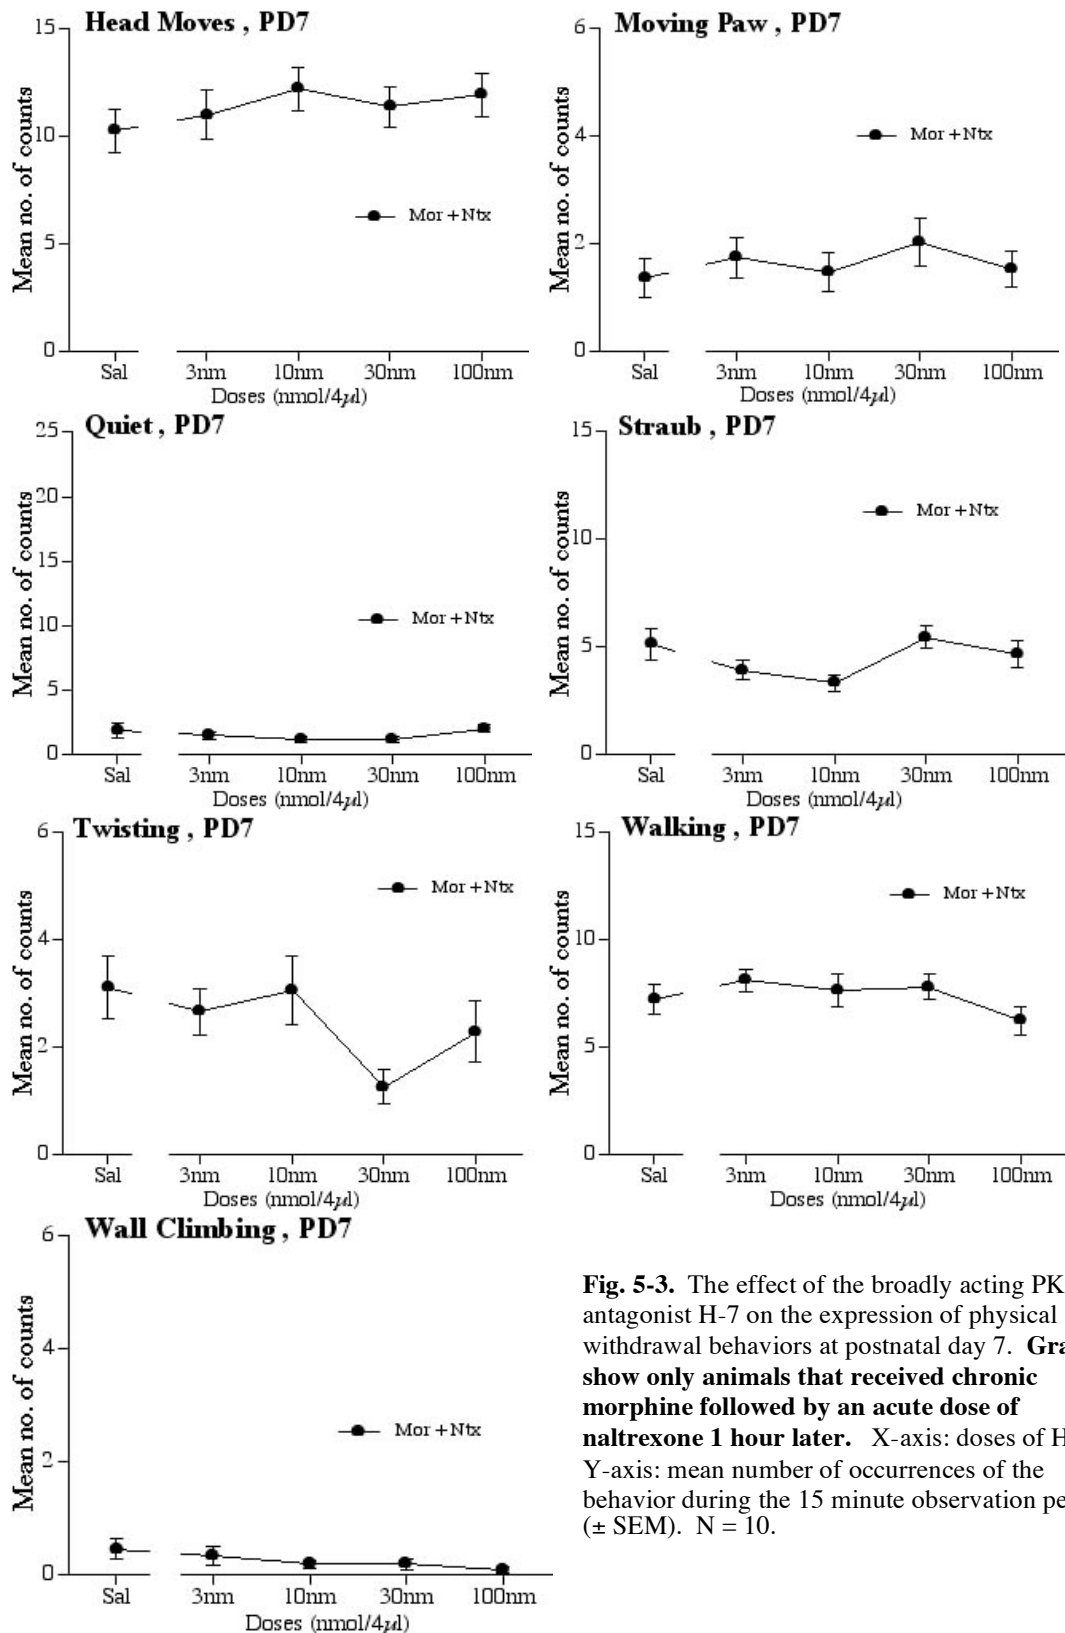 Head Moves , PD7
15
10
5
0
Mean no. of counts
Mor+Ntx
Sal 3nm 10nm 30nm 100nm
Doses (nmol/4μl)
Moving Paw , PD7
6
4
2
0
Mean no. of counts
Mor+Ntx
Sal 3nm 10nm 30nm 100nm
Doses (nmol/4μl)
Quiet , PD7
25
20
15
10
5
0
Mean no. of counts
Mor+Ntx
Sal 3nm 10nm 30nm 100nm
Doses (nmol/4μl)
Straub , PD7
15
10
5
0
Mean no. of counts
Mor+Ntx
Sal 3nm 10nm 30nm 100nm
Doses (nmol/4μl)
Twisting , PD7
6
4
2
0
Mean no. of counts
Mor+Ntx
Sal 3nm 10nm 30nm 100nm
Doses (nmol/4μl)
Walking , PD7
15
10
5
0
Mean no. of counts
Mor+Ntx
Sal 3nm 10nm 30nm 100nm
Doses (nmol/4μl)
Wall Climbing , PD7
6
4
2
0
Mean no. of counts
Mor+Ntx
Sal 3nm 10nm 30nm 100nm
Doses (nmol/4μl)
Fig. 5-3. The effect of the broadly acting PK
antagonist H-7 on the expression of physical
withdrawal behaviors at postnatal day 7. Gra
show only animals that received chronic
morphine followed by an acute dose of
naltrexone 1 hour later. X-axis: doses of H
Y-axis: mean number of occurrences of the
behavior during the 15 minute observation pe
(± SEM). N = 10.